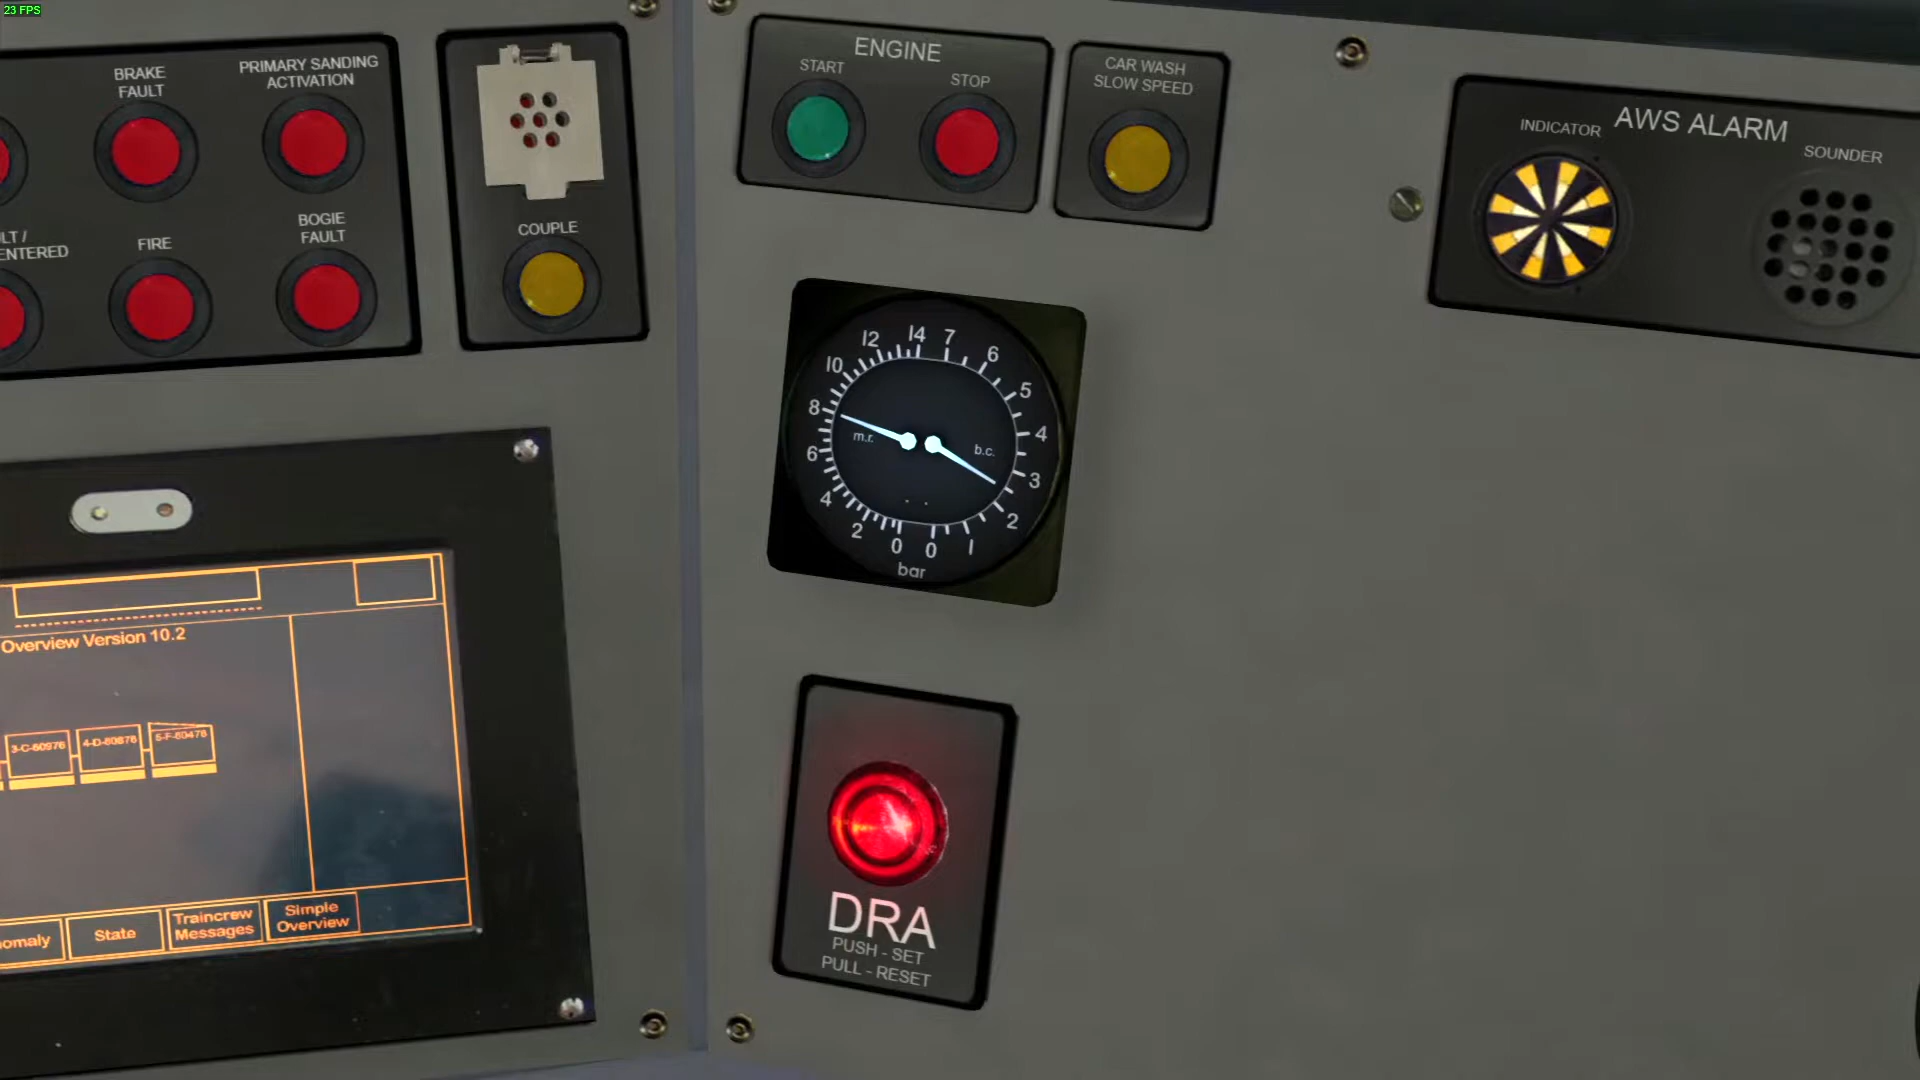 23 FPS
BRAKE
FAULT
PRIMARY SANDING
ACTIVATION
FIRE
BOGIE
FAULT
LT /
ENTERED
COUPLE
ENGINE
START
STOP
CAR WASH
SLOW SPEED
AWS ALARM
INDICATOR
SOUNDER
14
12
10
8
6
4
2
0
7
6
5
4
3
2
1
0
m.r.
b.c.
bar
Overview Version 10.2
3-C-60976
4-D-60878
5-F-60478
omaly
State
Traincrew
Messages
Simple
Overview
DRA
PUSH - SET
PULL - RESET